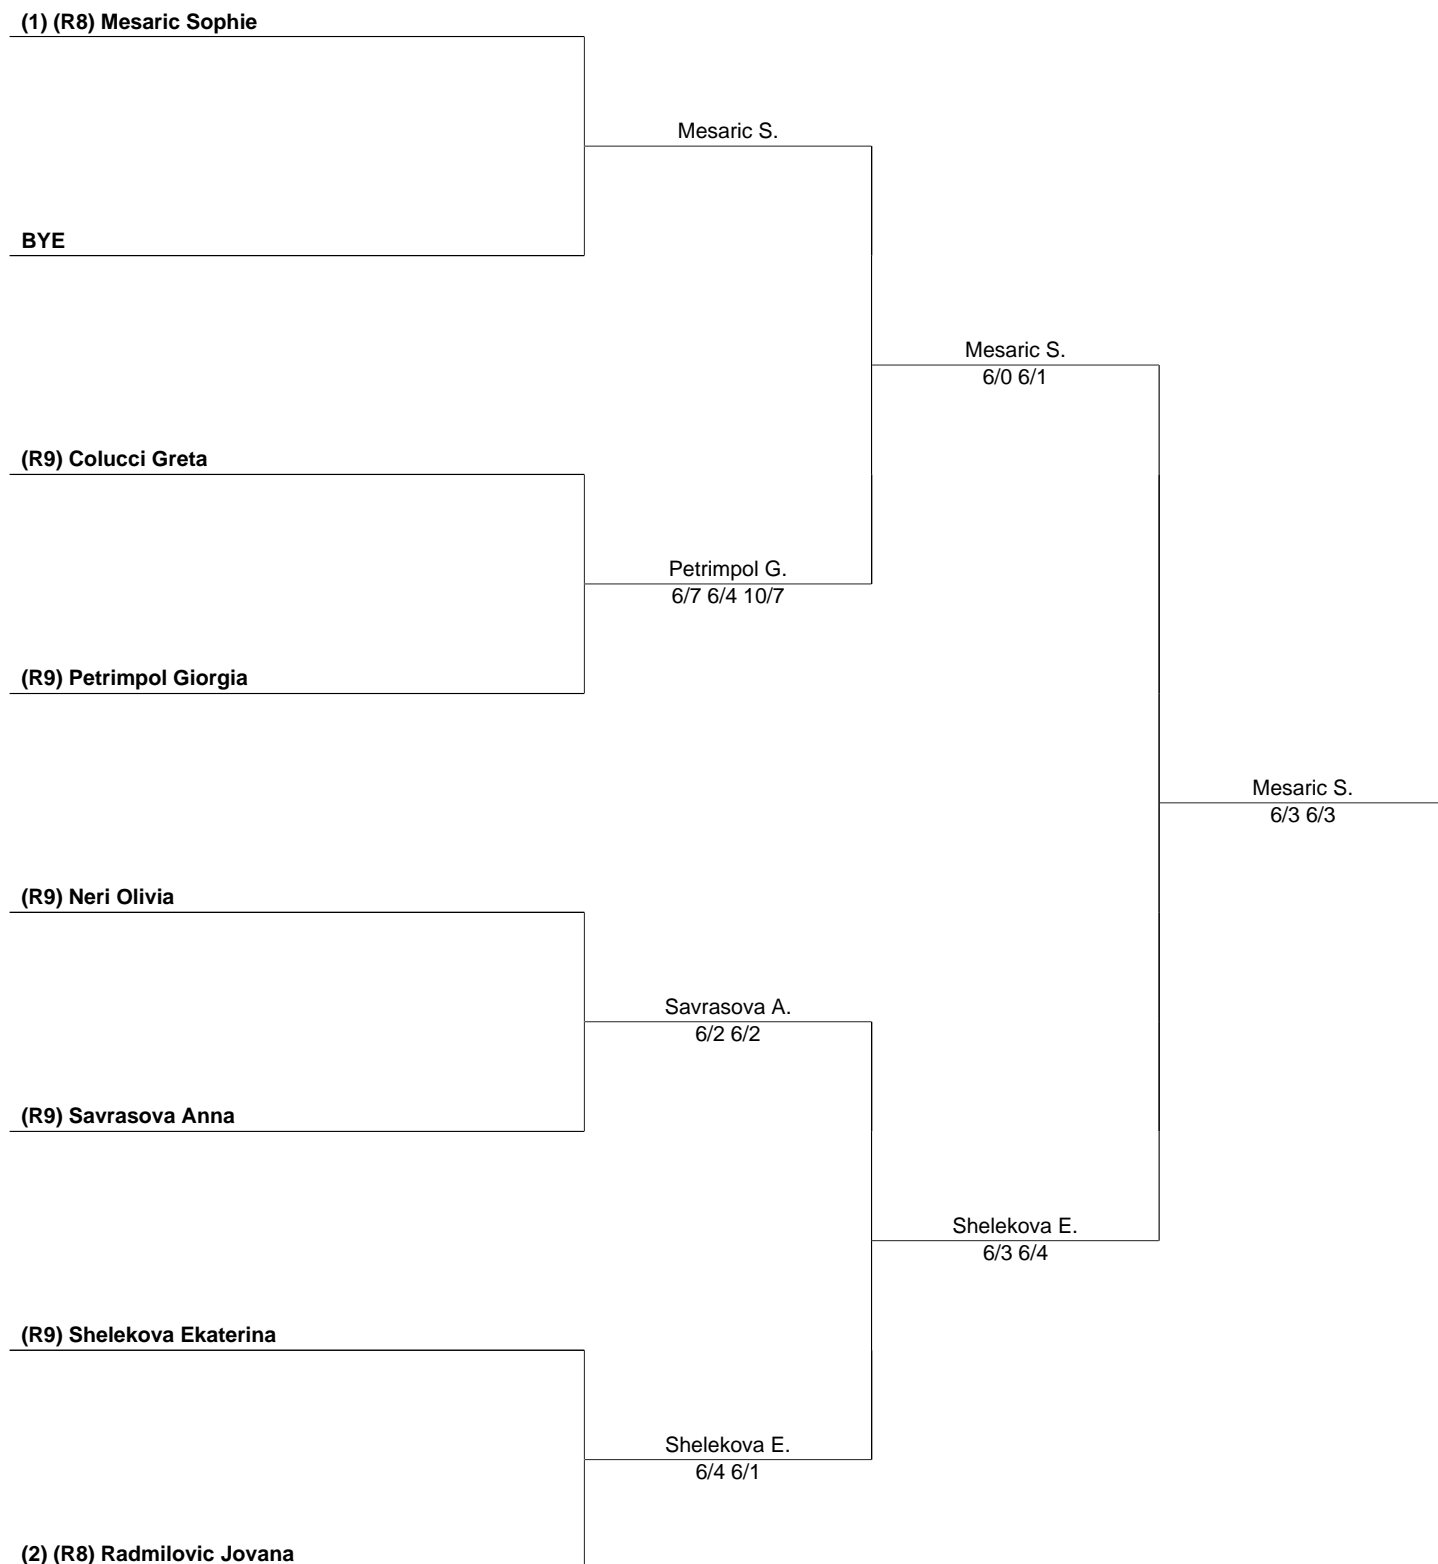 (1) (R8) Mesaric Sophie
Mesaric S.
BYE
Mesaric S.
6/0 6/1
(R9) Colucci Greta
Petrimpol G.
6/7 6/4 10/7
(R9) Petrimpol Giorgia
Mesaric S.
6/3 6/3
(R9) Neri Olivia
Savrasova A.
6/2 6/2
(R9) Savrasova Anna
Shelekova E.
6/3 6/4
(R9) Shelekova Ekaterina
Shelekova E.
6/4 6/1
(2) (R8) Radmilovic Jovana